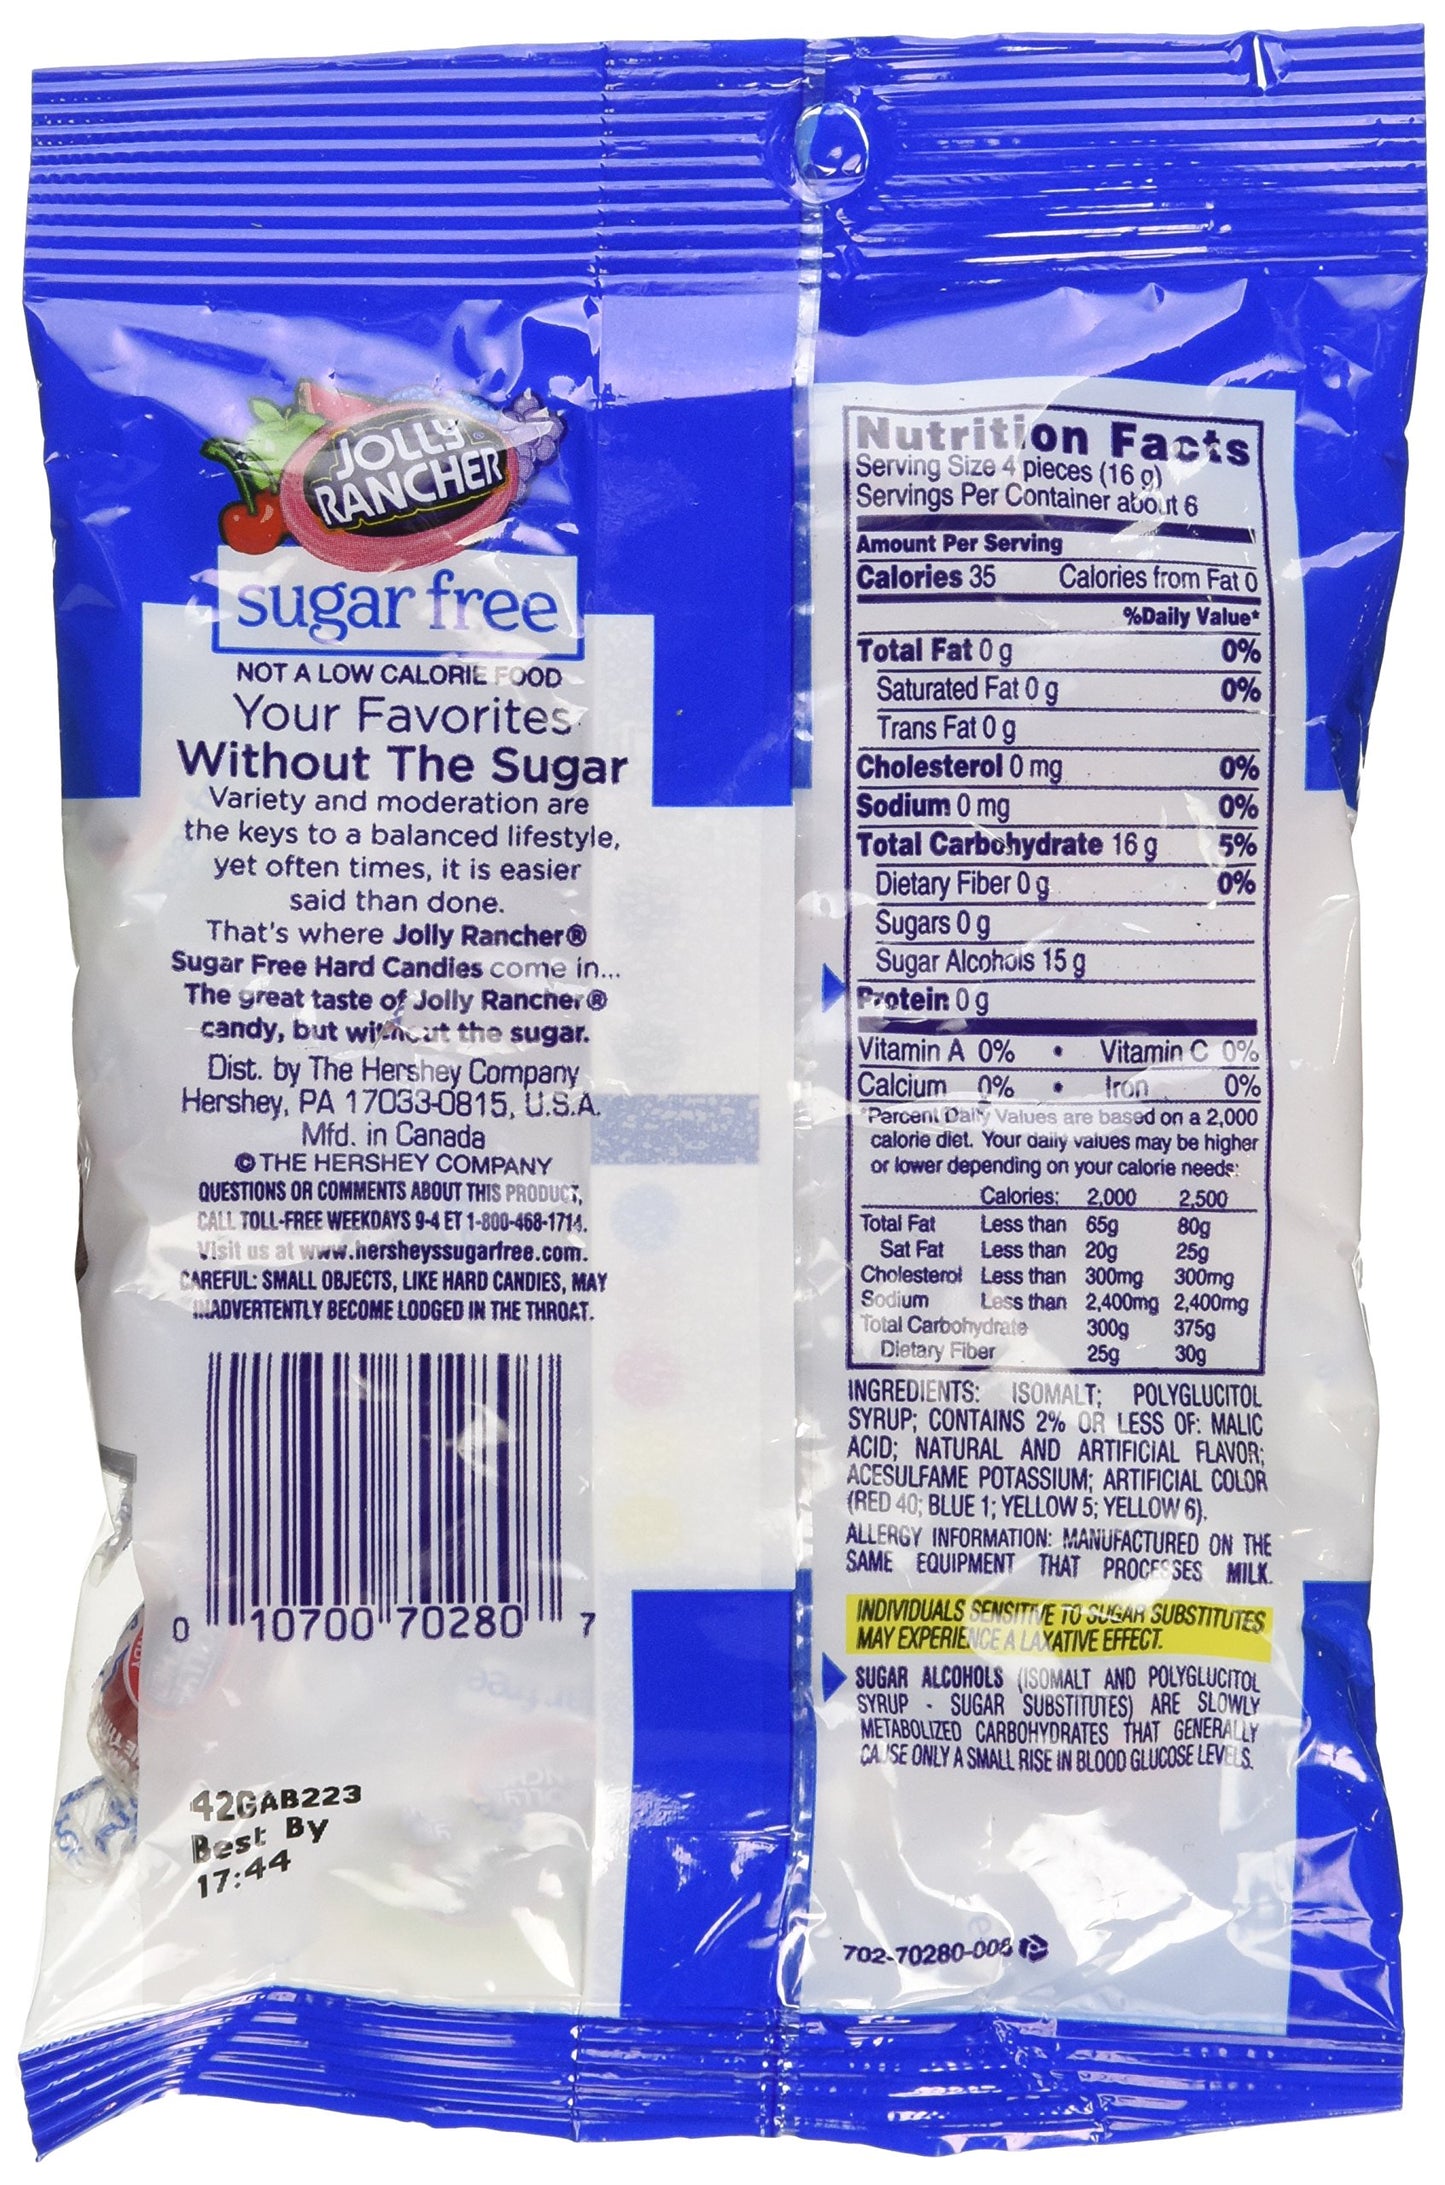 JOLLY
RANCHER
sugar free
NOT A LOW CALORIE FOOD
Your Favorites
Without The Sugar
Variety and moderation are
the keys to a balanced lifestyle,
yet often times, it is easier
said than done.
That's where Jolly Rancher®
Sugar Free Hard Candies come in...
The great taste of Jolly Rancher®
candy, but without the sugar.
Dist. by The Hershey Company
Hershey, PA 17033-0815, U.S.A.
Mfd. in Canada
© THE HERSHEY COMPANY
QUESTIONS OR COMMENTS ABOUT THIS PRODUCT,
CALL TOLL-FREE WEEKDAYS 9-4 ET 1-800-468-1714.
Visit us at www.hersheyssugarfree.com.
CAREFUL: SMALL OBJECTS, LIKE HARD CANDIES, MAY
INADVERTENTLY BECOME LODGED IN THE THROAT.
0 10700 70280 7
42GAB223
Best By
17:44
Nutrition Facts
Serving Size 4 pieces (16 g)
Servings Per Container about 6
Amount Per Serving
Calories 35 Calories from Fat 0
%Daily Value*
Total Fat 0 g 0%
Saturated Fat 0 g 0%
Trans Fat 0 g
Cholesterol 0 mg 0%
Sodium 0 mg 0%
Total Carbohydrate 16 g 5%
Dietary Fiber 0 g 0%
Sugars 0 g
Sugar Alcohols 15 g
Protein 0 g
Vitamin A 0% • Vitamin C 0%
Calcium 0% • Iron 0%
*Percent Daily Values are based on a 2,000
calorie diet. Your daily values may be higher
or lower depending on your calorie needs:
Calories: 2,000 2,500
Total Fat Less than 65g 80g
Sat Fat Less than 20g 25g
Cholesterol Less than 300mg 300mg
Sodium Less than 2,400mg 2,400mg
Total Carbohydrate 300g 375g
Dietary Fiber 25g 30g
INGREDIENTS: ISOMALT; POLYGLUCITOL
SYRUP; CONTAINS 2% OR LESS OF: MALIC
ACID; NATURAL AND ARTIFICIAL FLAVOR;
ACESULFAME POTASSIUM; ARTIFICIAL COLOR
(RED 40; BLUE 1; YELLOW 5; YELLOW 6).
ALLERGY INFORMATION: MANUFACTURED ON THE
SAME EQUIPMENT THAT PROCESSES MILK.
INDIVIDUALS SENSITIVE TO SUGAR SUBSTITUTES
MAY EXPERIENCE A LAXATIVE EFFECT.
SUGAR ALCOHOLS (ISOMALT AND POLYGLUCITOL
SYRUP - SUGAR SUBSTITUTES) ARE SLOWLY
METABOLIZED CARBOHYDRATES THAT GENERALLY
CAUSE ONLY A SMALL RISE IN BLOOD GLUCOSE LEVELS.
702-70280-006